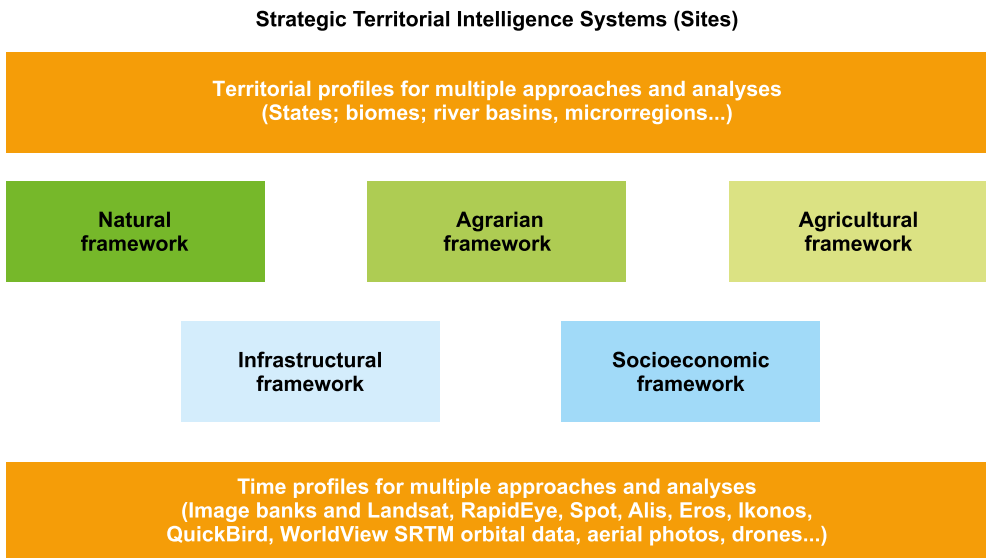 Strategic Territorial Intelligence Systems (Sites)
Territorial profiles for multiple approaches and analyses
(States; biomes; river basins, microrregions...)
Natural
framework
Agrarian
framework
Agricultural
framework
Infrastructural
framework
Socioeconomic
framework
Time profiles for multiple approaches and analyses
(Image banks and Landsat, RapidEye, Spot, Alis, Eros, Ikonos,
QuickBird, WorldView SRTM orbital data, aerial photos, drones...)